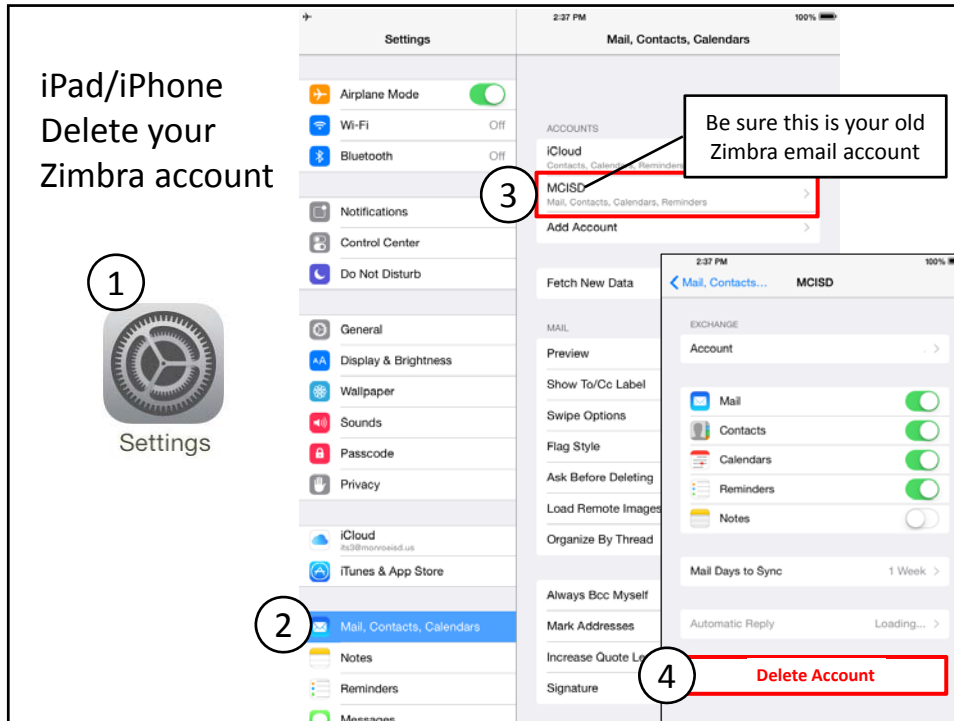 iPad/iPhone
Delete your
Zimbra account
1
Settings
Settings
Airplane Mode
Wi-Fi Off
Bluetooth Off
Notifications
Control Center
Do Not Disturb
General
Display & Brightness
Wallpaper
Sounds
Passcode
Privacy
iCloud
its3@monroeisd.us
iTunes & App Store
2
Mail, Contacts, Calendars
Notes
Reminders
Messages
2:37 PM 100%
Mail, Contacts, Calendars
Be sure this is your old
Zimbra email account
ACCOUNTS
iCloud
Contacts, Calendars, Reminders
3
MCISD
Mail, Contacts, Calendars, Reminders
Add Account
Fetch New Data
MAIL
Preview
Show To/Cc Label
Swipe Options
Flag Style
Ask Before Deleting
Load Remote Images
Organize By Thread
Always Bcc Myself
Mark Addresses
Increase Quote Le
Signature
2:37 PM 100%
Mail, Contacts... MCISD
EXCHANGE
Account
Mail
Contacts
Calendars
Reminders
Notes
Mail Days to Sync 1 Week
Automatic Reply Loading...
4
Delete Account